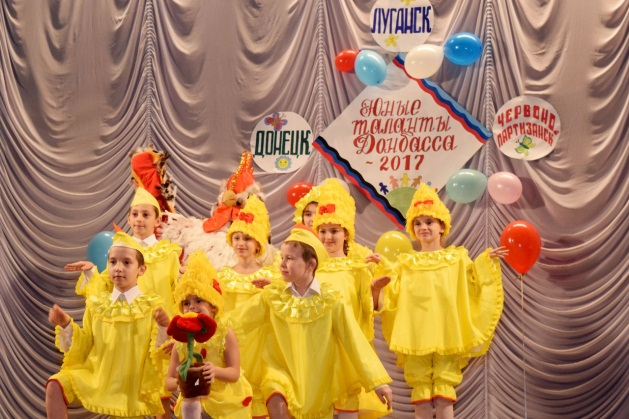 ЛУГАНСК
Юные
таланты
Донбасса
~2017
ДОНЕЦК
ЧЕРВОНО-
ПАРТИЗАНСК